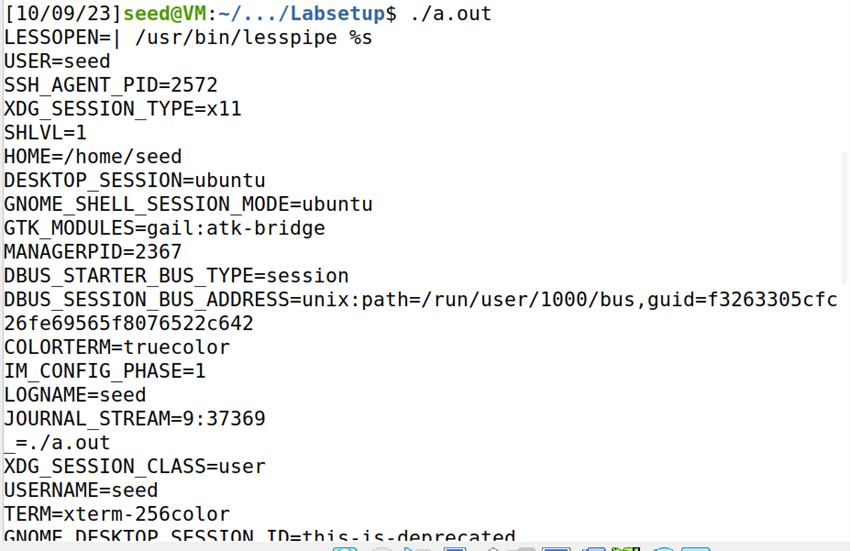 [10/09/23]seed@VM:~/.../Labsetup$ ./a.out
LESSOPEN=| /usr/bin/lesspipe %s
USER=seed
SSH_AGENT_PID=2572
XDG_SESSION_TYPE=x11
SHLVL=1
HOME=/home/seed
DESKTOP_SESSION=ubuntu
GNOME_SHELL_SESSION_MODE=ubuntu
GTK_MODULES=gail:atk-bridge
MANAGERPID=2367
DBUS_STARTER_BUS_TYPE=session
DBUS_SESSION_BUS_ADDRESS=unix:path=/run/user/1000/bus,guid=f3263305cfc
26fe69565f8076522c642
COLORTERM=truecolor
IM_CONFIG_PHASE=1
LOGNAME=seed
JOURNAL_STREAM=9:37369
_=./a.out
XDG_SESSION_CLASS=user
USERNAME=seed
TERM=xterm-256color
GNOME_DESKTOP_SESSION_ID=this-is-deprecated